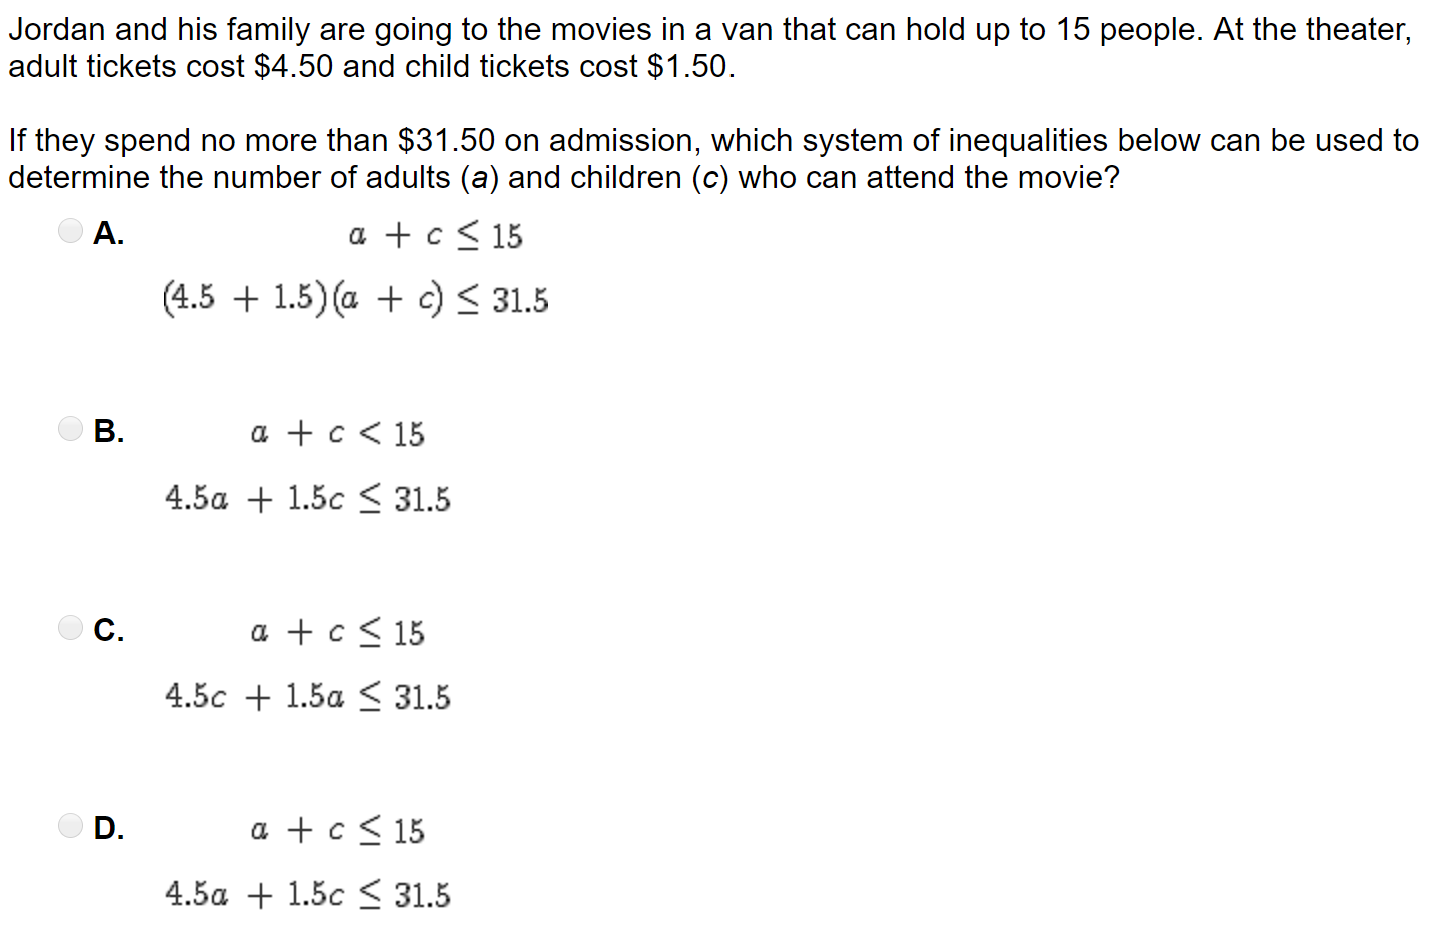 Jordan and his family are going to the movies in a van that can hold up to 15 people. At the theater,
adult tickets cost $4.50 and child tickets cost $1.50.
If they spend no more than $31.50 on admission, which system of inequalities below can be used to
determine the number of adults (a) and children (c) who can attend the movie?
A. a + c ≤ 15
(4.5 + 1.5)(a + c) ≤ 31.5
B. a + c < 15
4.5a + 1.5c ≤ 31.5
C. a + c ≤ 15
4.5c + 1.5a ≤ 31.5
D. a + c ≤ 15
4.5a + 1.5c ≤ 31.5